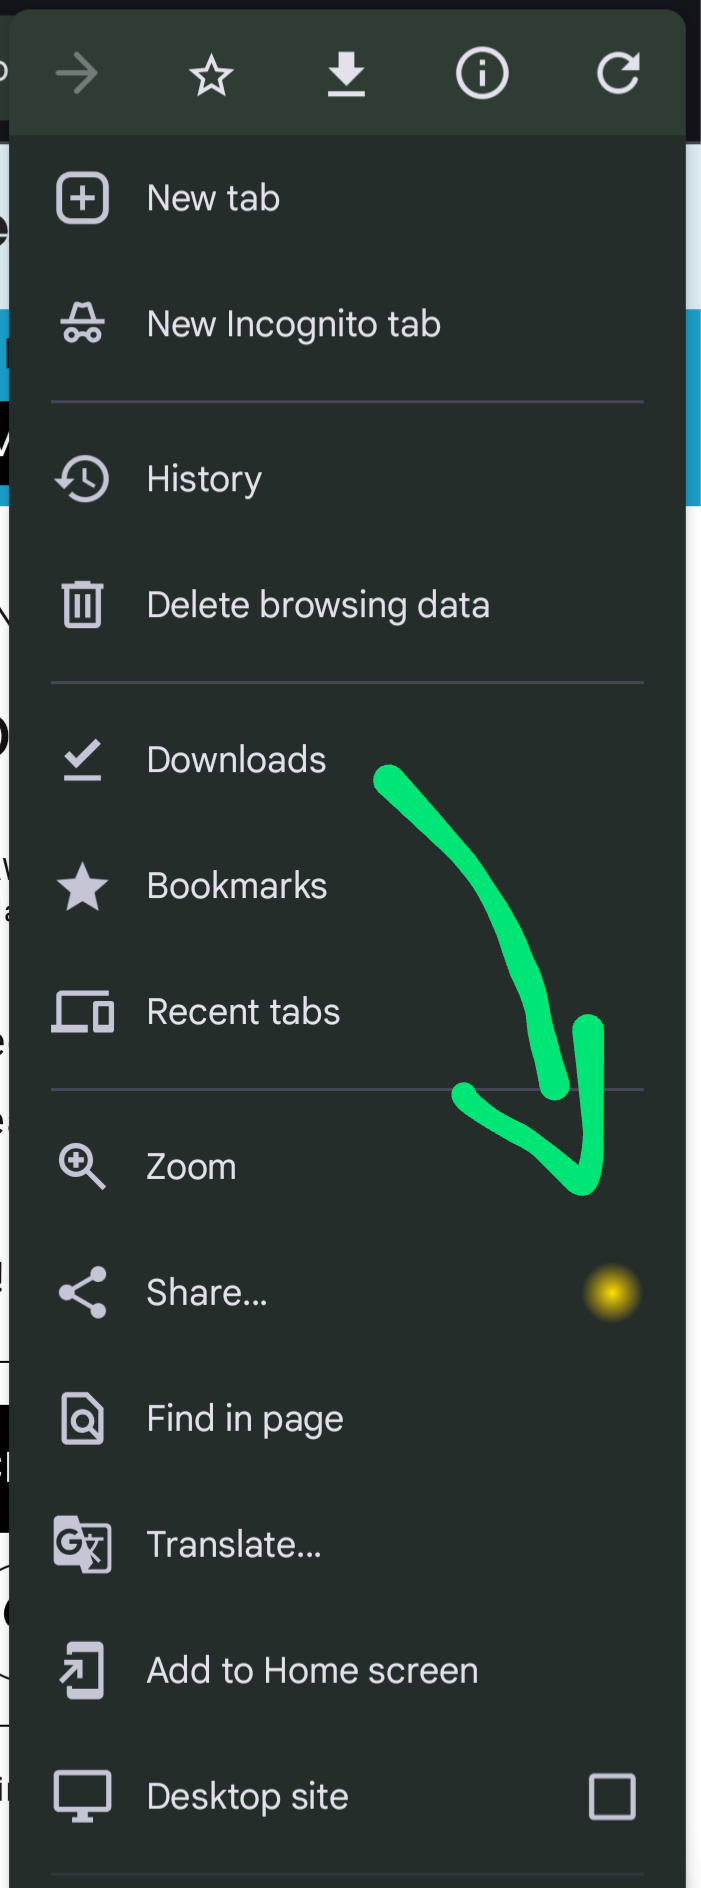 New tab
New Incognito tab
History
Delete browsing data
Downloads
Bookmarks
Recent tabs
Zoom
Share...
Find in page
Translate...
Add to Home screen
Desktop site